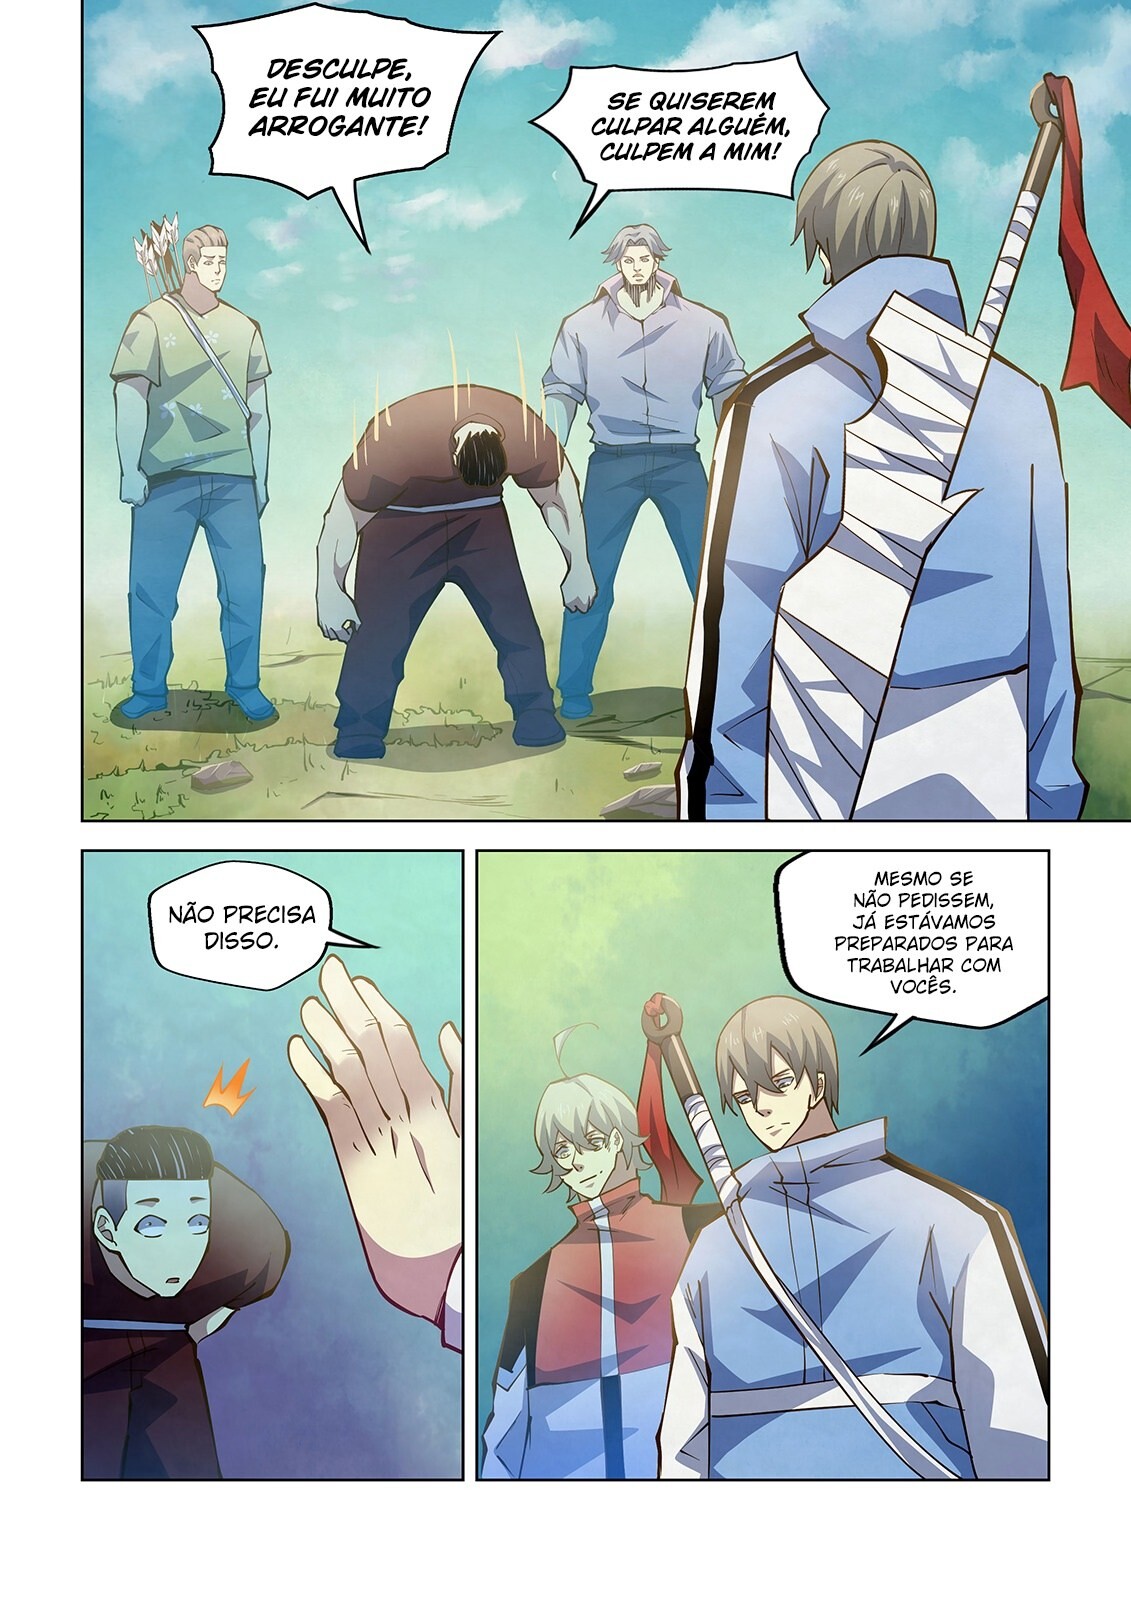 DESCULPE,
EU FUI MUITO
ARROGANTE!
SE QUISEREM
CULPAR ALGUÉM,
CULPEM A MIM!
NÃO PRECISA
DISSO.
MESMO SE
NÃO PEDISSEM,
JÁ ESTÁVAMOS
PREPARADOS PARA
TRABALHAR COM
VOCÊS.